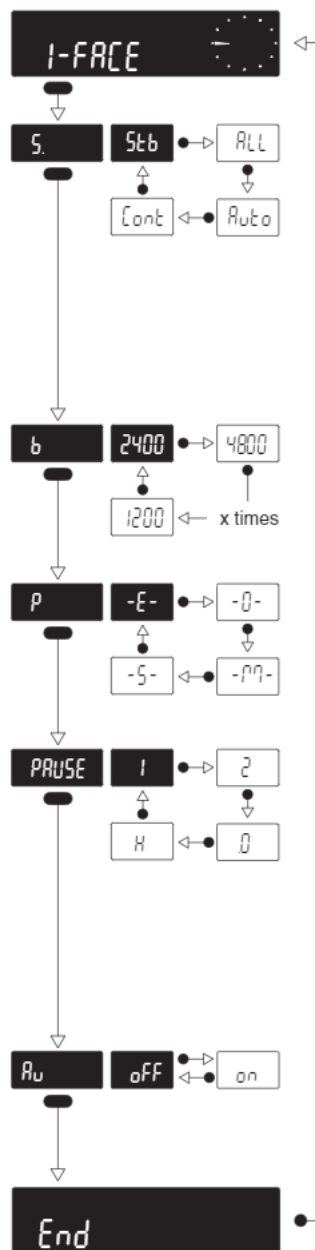 I-FACE
S. Stb ALL
Cont Auto
b 2400 4800
1200 x times
P -E- -O-
-S- -M-
PAUSE 1 2
H .0
Au oFF on
End